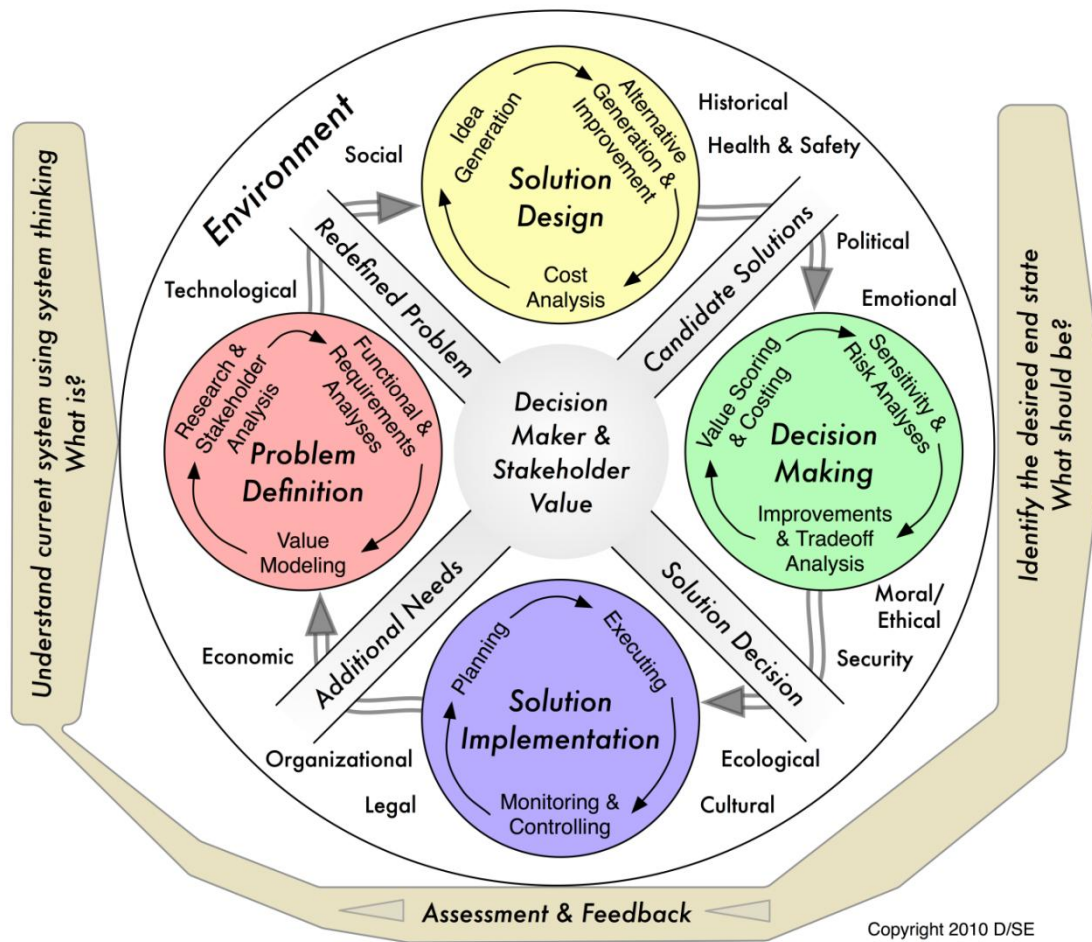 Understand current system using system thinking
What is?
Environment
Social
Technological
Historical
Health & Safety
Political
Emotional
Idea
Generation
Alternative
Generation &
Improvement
Solution
Design
Cost
Analysis
Redefined Problem
Candidate Solutions
Research &
Stakeholder
Analysis
Functional &
Requirements
Analyses
Problem
Definition
Value
Modeling
Decision
Maker &
Stakeholder
Value
Value Scoring
& Costing
Sensitivity &
Risk Analyses
Decision
Making
Improvements
& Tradeoff
Analysis
Additional Needs
Solution Decision
Moral/
Ethical
Security
Economic
Organizational
Legal
Planning
Executing
Solution
Implementation
Monitoring &
Controlling
Ecological
Cultural
Identify the desired end state
What should be?
Assessment & Feedback
Copyright 2010 D/SE